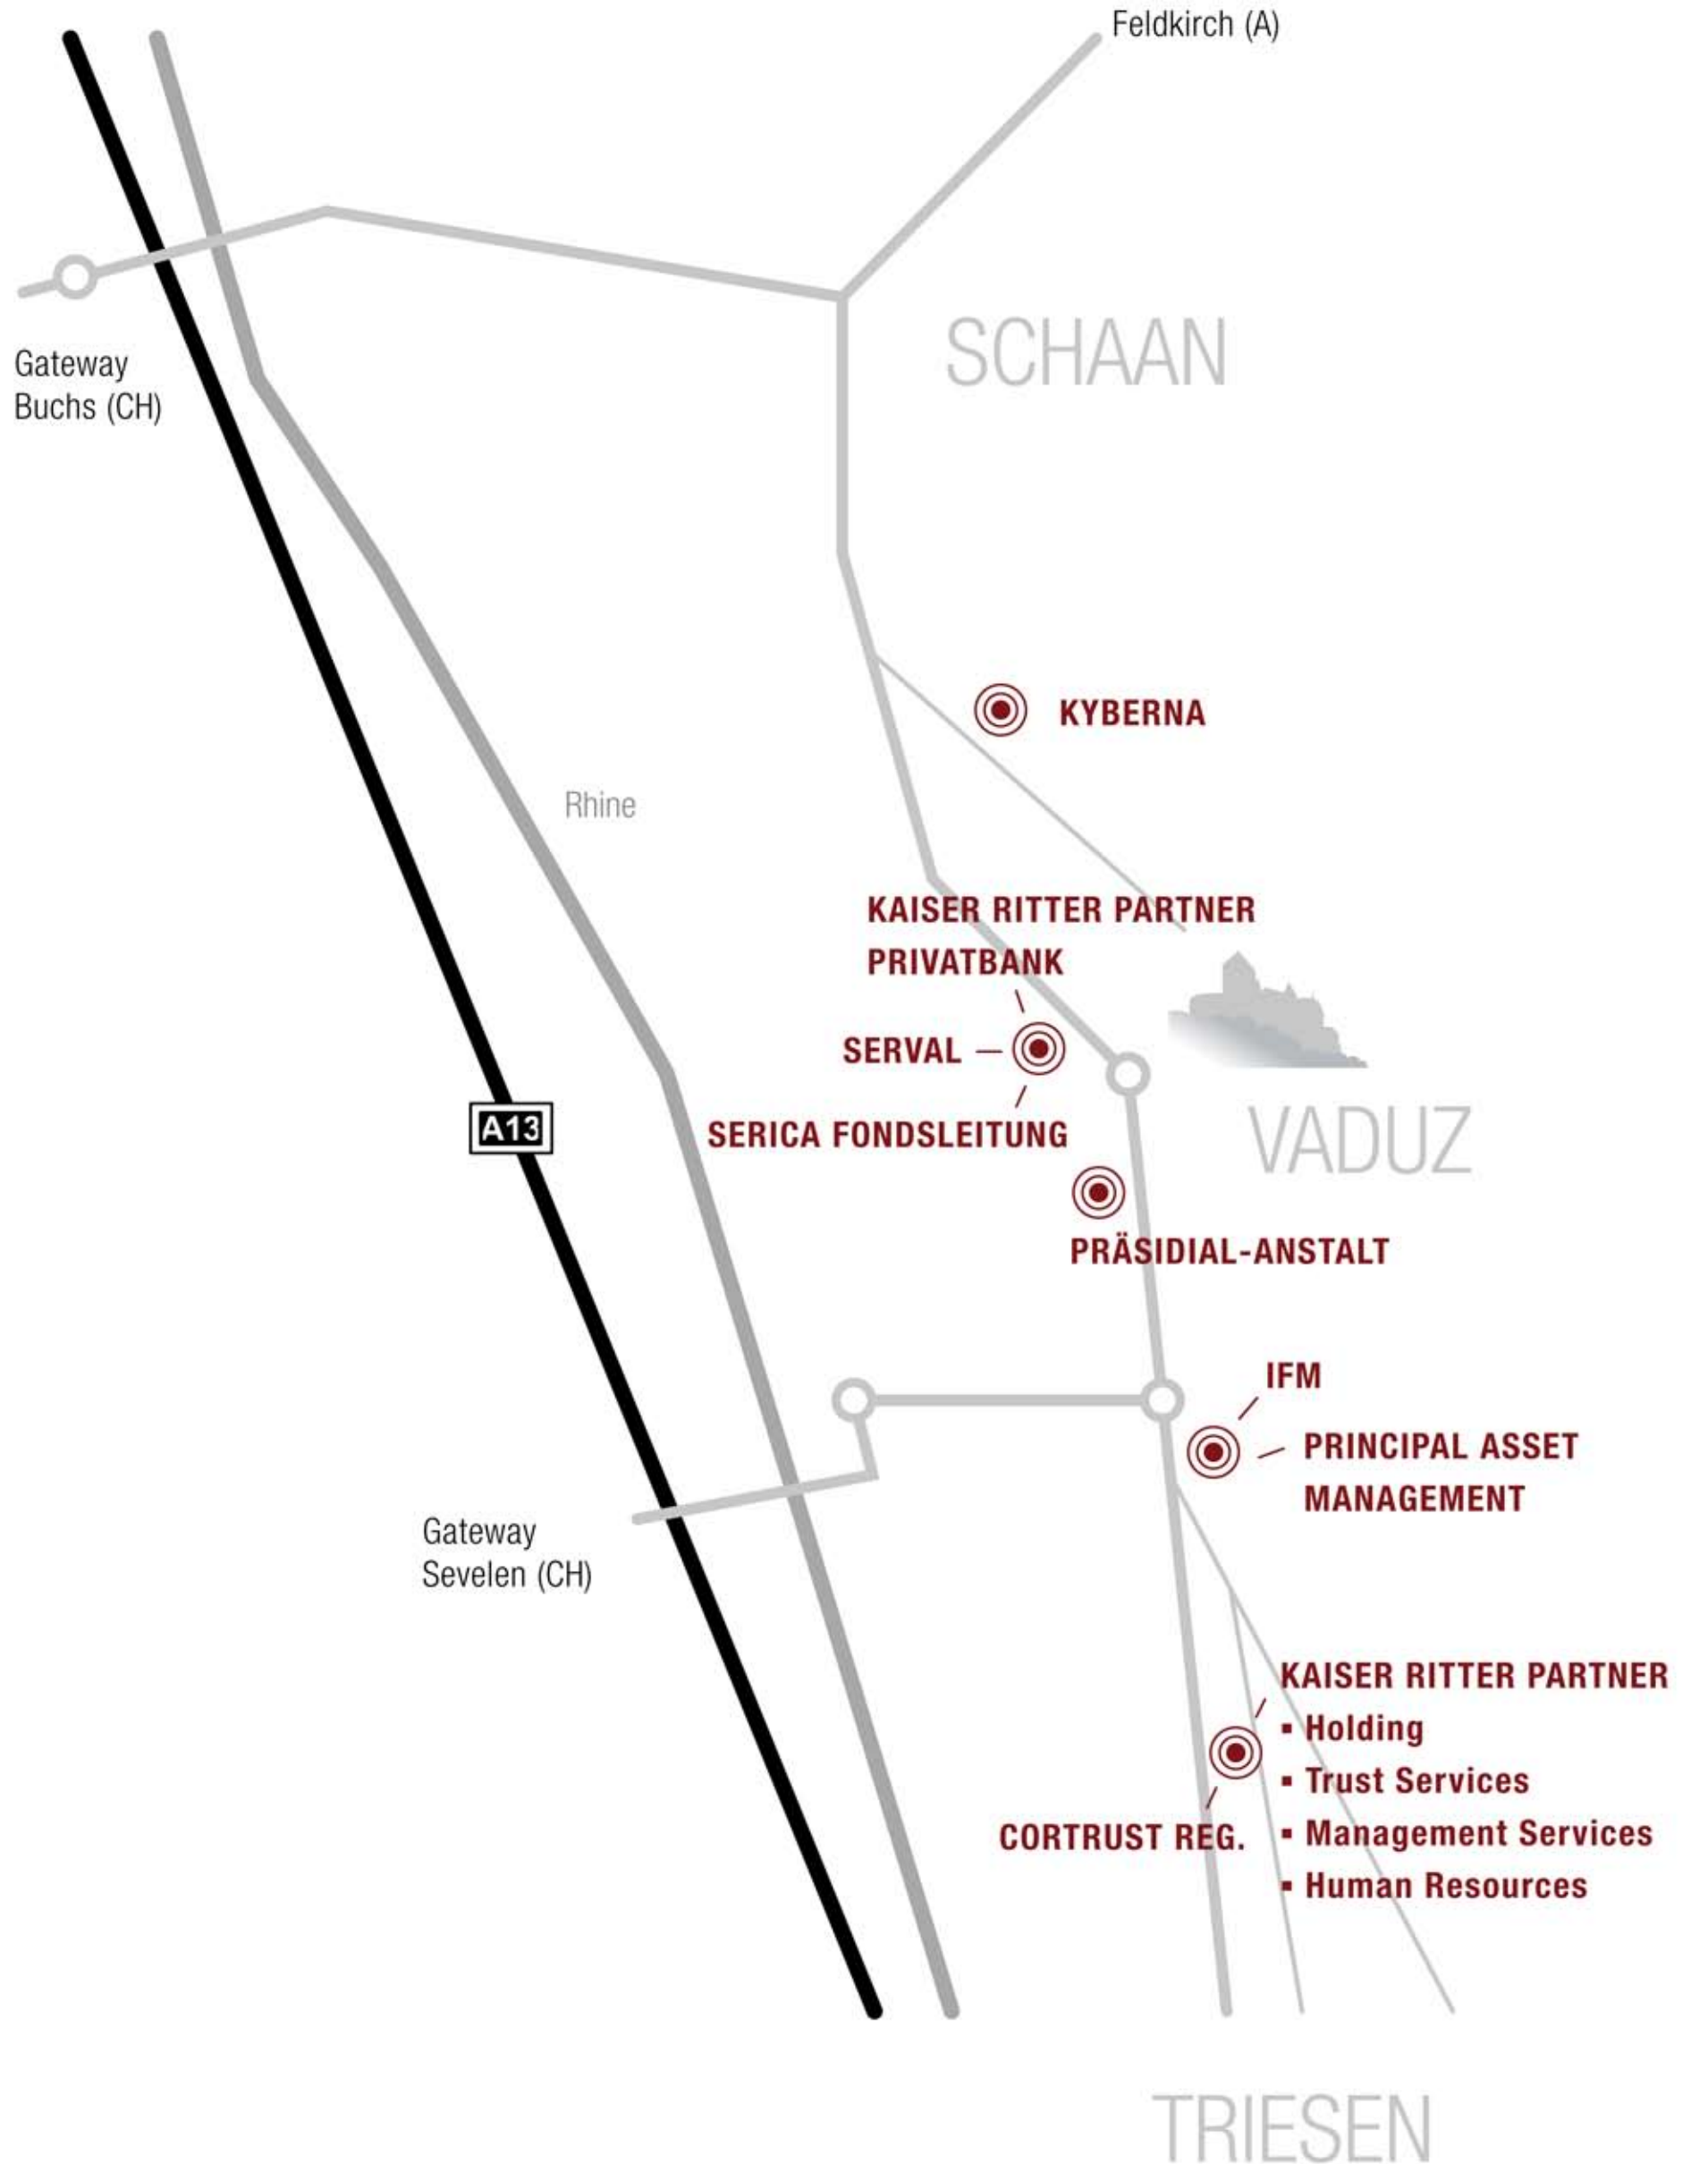 Feldkirch (A)
SCHAAN
Gateway
Buchs (CH)
KYBERNA
Rhine
KAISER RITTER PARTNER
PRIVATBANK
SERVAL
SERICA FONDSLEITUNG
A13
VADUZ
PRÄSIDIAL-ANSTALT
IFM
PRINCIPAL ASSET
MANAGEMENT
Gateway
Sevelen (CH)
KAISER RITTER PARTNER
▪ Holding
▪ Trust Services
▪ Management Services
▪ Human Resources
CORTRUST REG.
TRIESEN